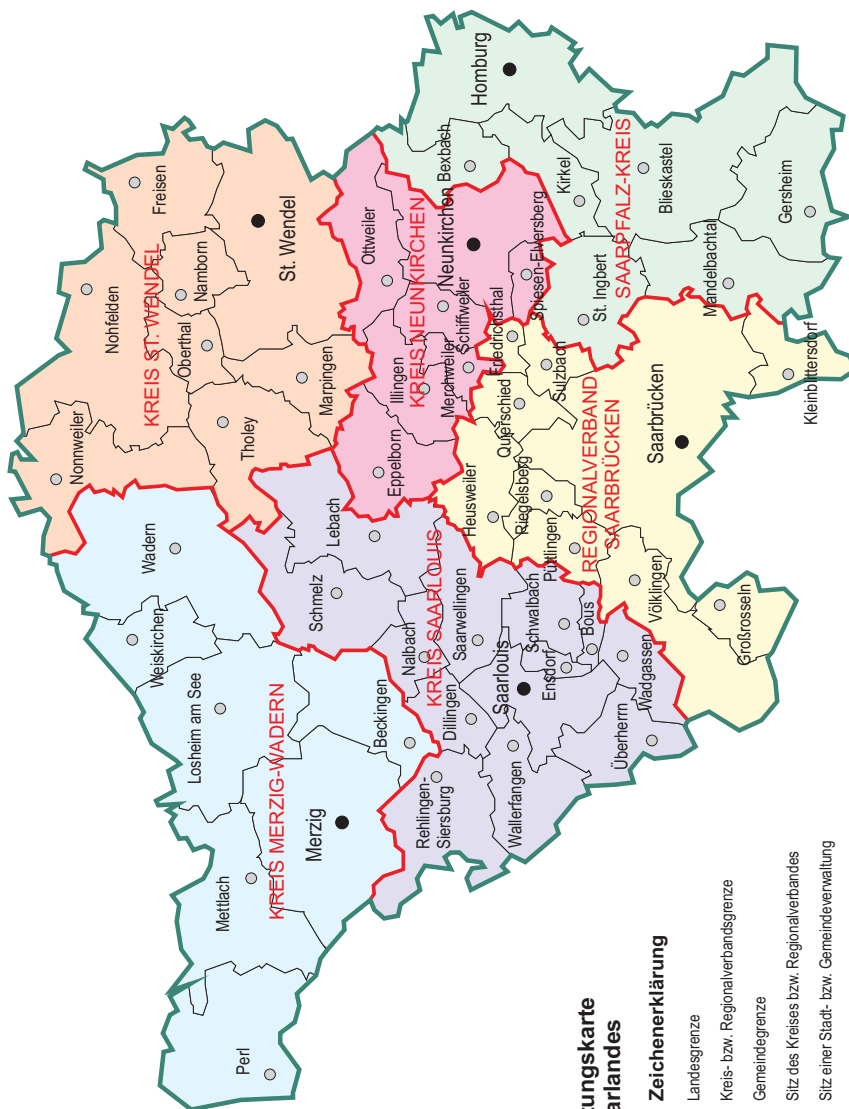 Nonnweiler
Nohfelden
Freisen
KREIS ST. WENDEL
Namborn
Oberthal
St. Wendel
Tholey
Marpingen
Wadern
Weiskirchen
Losheim am See
KREIS MERZIG-WADERN
Mettlach
Merzig
Beckingen
Perl
Lebach
Schmelz
KREIS SAARLOUIS
Nalbach
Saarwellingen
Dillingen
Rehlingen-
Siersburg
Wallerfangen
Saarlouis
Schwalbach
Ensdorf
Bous
Wadgassen
Überherrn
Ottweiler
KREIS NEUNKIRCHEN
Illingen
Eppelborn
Merchweiler
Schiffweiler
Neunkirchen
Spiesen-Elversberg
Homburg
Bexbach
Kirkel
SAARPFALZ-KREIS
St. Ingbert
Blieskastel
Mandelbachtal
Gersheim
Heusweiler
Quierschied
Friedrichsthal
Sulzbach
Riegelsberg
Püttlingen
REGIONALVERBAND
SAARBRÜCKEN
Saarbrücken
Völklingen
Großrosseln
Kleinblittersdorf
Zeichenerklärung
Landesgrenze
Kreis- bzw. Regionalverbandsgrenze
Gemeindegrenze
Sitz des Kreises bzw. Regionalverbandes
Sitz einer Stadt- bzw. Gemeindeverwaltung